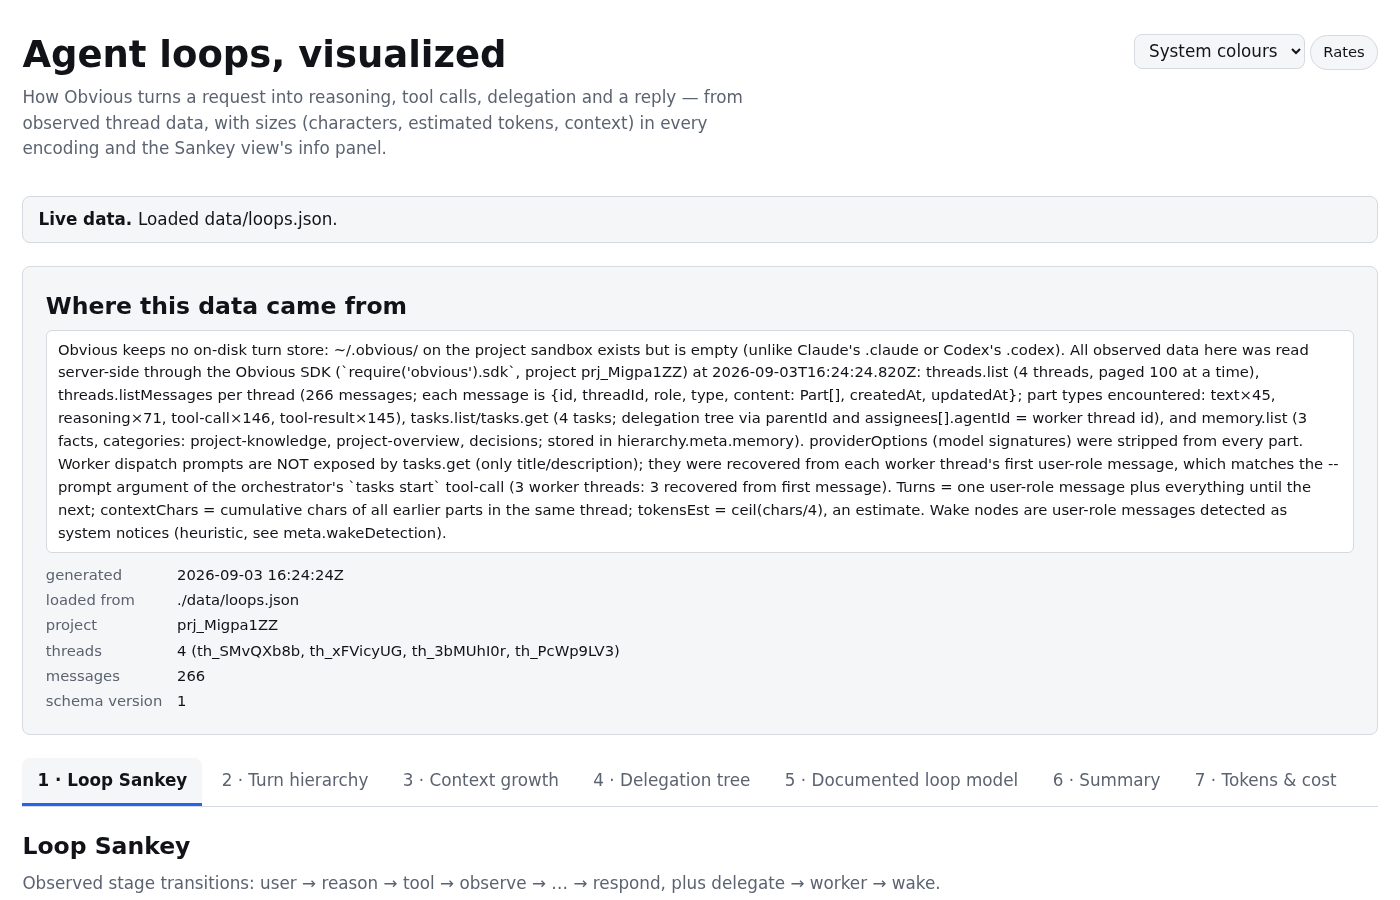 Agent loops, visualized
System colours
Rates
How Obvious turns a request into reasoning, tool calls, delegation and a reply — from
observed thread data, with sizes (characters, estimated tokens, context) in every
encoding and the Sankey view's info panel.
Live data. Loaded data/loops.json.
Where this data came from
Obvious keeps no on-disk turn store: ~/.obvious/ on the project sandbox exists but is empty (unlike Claude's .claude or Codex's .codex). All observed data here was read
server-side through the Obvious SDK (`require('obvious').sdk`, project prj_Migpa1ZZ) at 2026-09-03T16:24:24.820Z: threads.list (4 threads, paged 100 at a time),
threads.listMessages per thread (266 messages; each message is {id, threadId, role, type, content: Part[], createdAt, updatedAt}; part types encountered: text×45,
reasoning×71, tool-call×146, tool-result×145), tasks.list/tasks.get (4 tasks; delegation tree via parentId and assignees[].agentId = worker thread id), and memory.list (3
facts, categories: project-knowledge, project-overview, decisions; stored in hierarchy.meta.memory). providerOptions (model signatures) were stripped from every part.
Worker dispatch prompts are NOT exposed by tasks.get (only title/description); they were recovered from each worker thread's first user-role message, which matches the --
prompt argument of the orchestrator's `tasks start` tool-call (3 worker threads: 3 recovered from first message). Turns = one user-role message plus everything until the
next; contextChars = cumulative chars of all earlier parts in the same thread; tokensEst = ceil(chars/4), an estimate. Wake nodes are user-role messages detected as
system notices (heuristic, see meta.wakeDetection).
generated 2026-09-03 16:24:24Z
loaded from ./data/loops.json
project prj_Migpa1ZZ
threads 4 (th_SMvQXb8b, th_xFVicyUG, th_3bMUhI0r, th_PcWp9LV3)
messages 266
schema version 1
1 · Loop Sankey 2 · Turn hierarchy 3 · Context growth 4 · Delegation tree 5 · Documented loop model 6 · Summary 7 · Tokens & cost
Loop Sankey
Observed stage transitions: user → reason → tool → observe → … → respond, plus delegate → worker → wake.